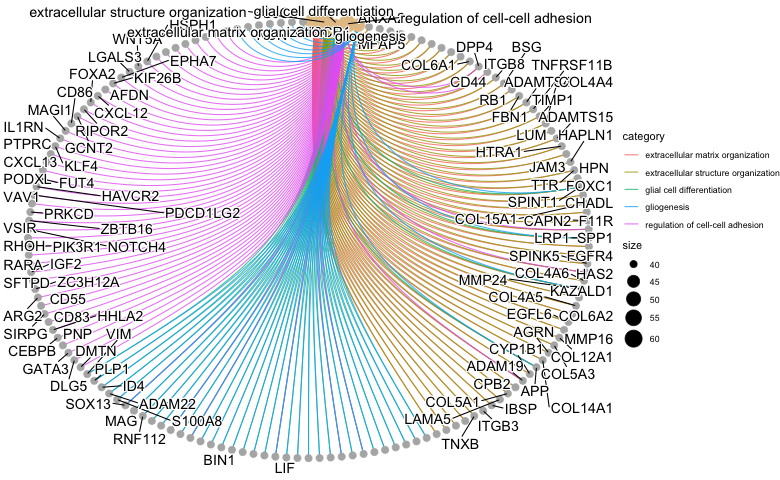 extracellular structure organization
glial cell differentiation
regulation of cell-cell adhesion
extracellular matrix organization
gliogenesis
HSPH1
MFAP5
WNT5A
LGALS3
EPHA7
FOXA2
KIF26B
CD86
AFDN
MAGI1
CXCL12
IL1RN
RIPOR2
PTPRC
GCNT2
CXCL13
KLF4
PODXL
FUT4
VAV1
HAVCR2
PRKCD
PDCD1LG2
VSIR
ZBTB16
RHOH
PIK3R1
NOTCH4
RARA
IGF2
SFTPD
ZC3H12A
CD55
ARG2
CD83
HHLA2
SIRPG
PNP
VIM
CEBPB
DMTN
GATA3
PLP1
DLG5
ID4
SOX13
ADAM22
MAG
S100A8
RNF112
BIN1
LIF
DPP4
BSG
COL6A1
ITGB8
TNFRSF11B
CD44
COL4A4
RB1
TIMP1
FBN1
ADAMTS15
LUM
HAPLN1
HTRA1
JAM3
HPN
TTR
FOXC1
SPINT1
CHADL
COL15A1
CAPN2
F11R
LRP1
SPP1
SPINK5
FGFR4
COL4A6
HAS2
MMP24
KAZALD1
COL4A5
EGFL6
COL6A2
AGRN
MMP16
CYP1B1
COL12A1
ADAM19
COL5A3
CPB2
APP
COL5A1
IBSP
COL14A1
LAMA5
ITGB3
TNXB
category
extracellular matrix organization
extracellular structure organization
glial cell differentiation
gliogenesis
regulation of cell-cell adhesion
size
40
45
50
55
60